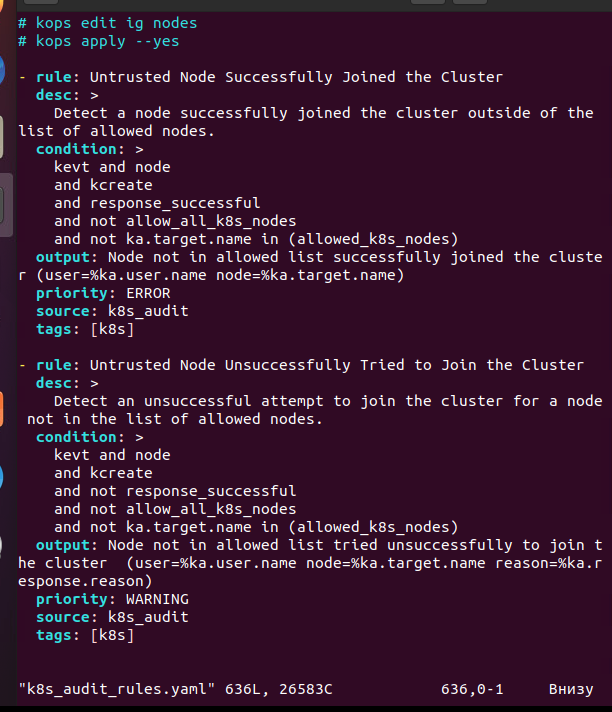 # kops edit ig nodes
# kops apply --yes
- rule: Untrusted Node Successfully Joined the Cluster
desc: >
Detect a node successfully joined the cluster outside of the
list of allowed nodes.
condition: >
kevt and node
and kcreate
and response_successful
and not allow_all_k8s_nodes
and not ka.target.name in (allowed_k8s_nodes)
output: Node not in allowed list successfully joined the cluste
r (user=%ka.user.name node=%ka.target.name)
priority: ERROR
source: k8s_audit
tags: [k8s]
- rule: Untrusted Node Unsuccessfully Tried to Join the Cluster
desc: >
Detect an unsuccessful attempt to join the cluster for a node
not in the list of allowed nodes.
condition: >
kevt and node
and kcreate
and not response_successful
and not allow_all_k8s_nodes
and not ka.target.name in (allowed_k8s_nodes)
output: Node not in allowed list tried unsuccessfully to join t
he cluster  (user=%ka.user.name node=%ka.target.name reason=%ka.r
esponse.reason)
priority: WARNING
source: k8s_audit
tags: [k8s]
"k8s_audit_rules.yaml" 636L, 26583C 636,0-1 Внизу